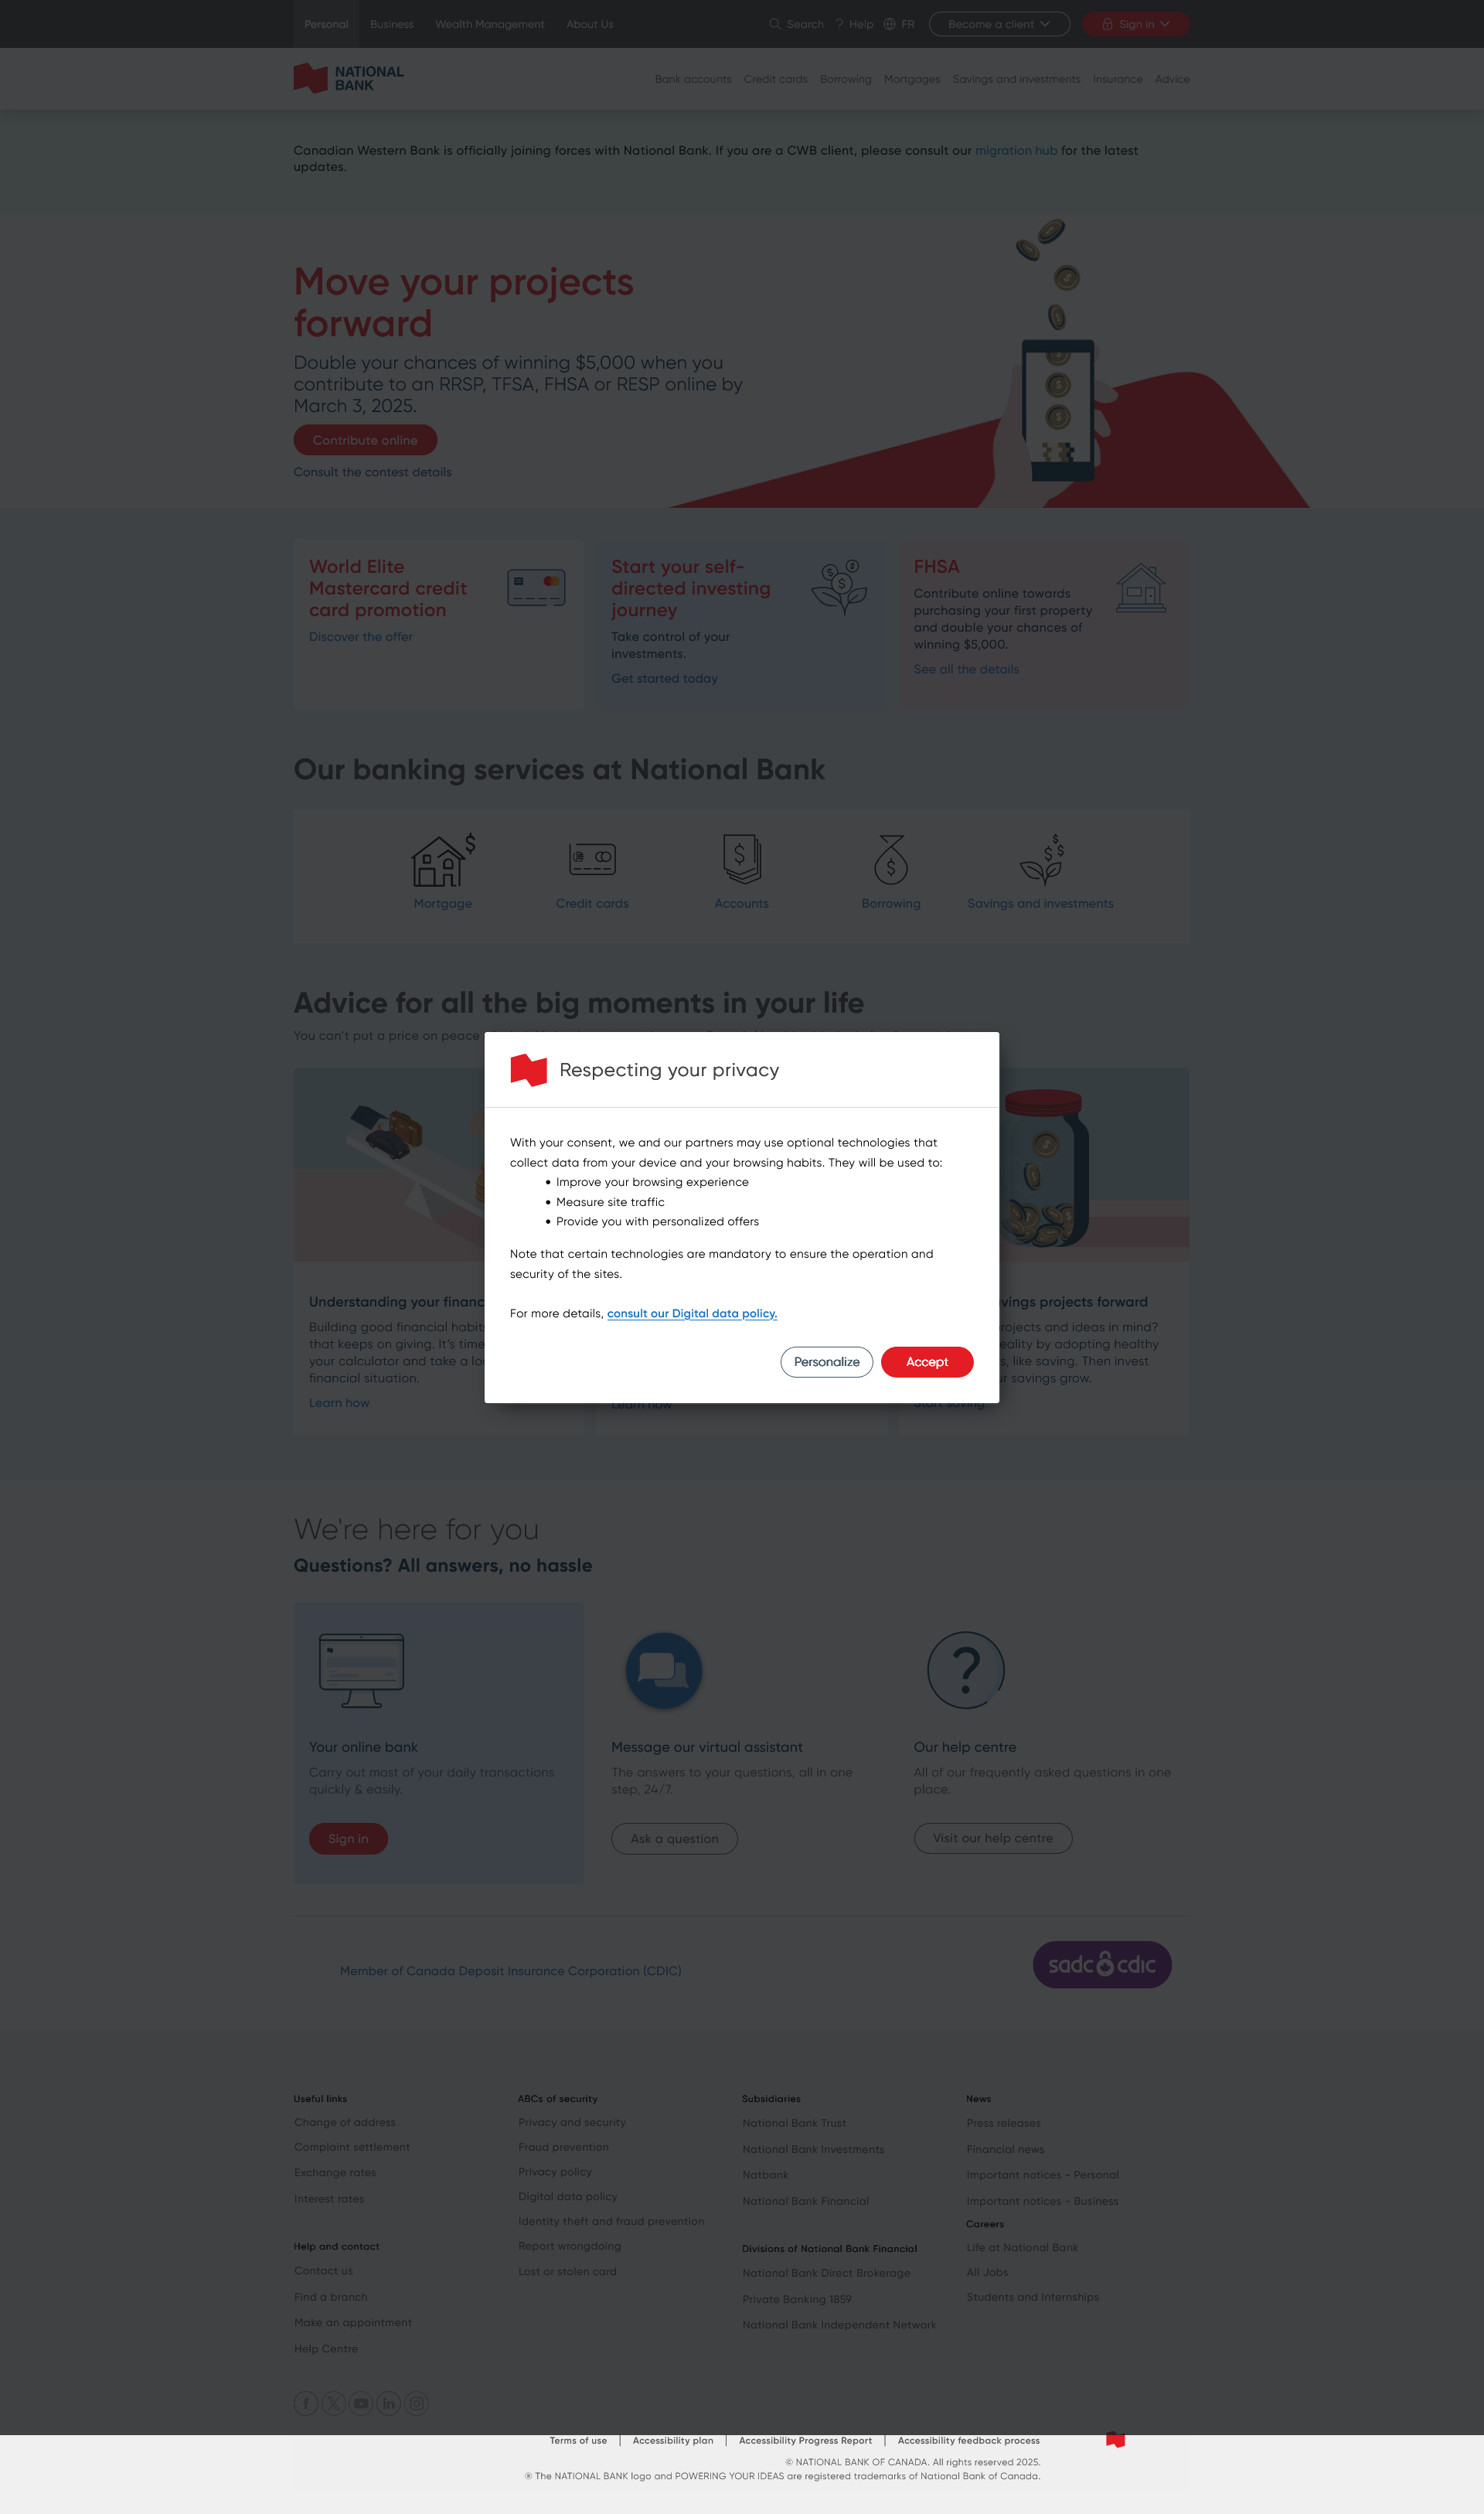 Personal Business Wealth Management About Us Search Help FR Become a client Sign in
NATIONAL
BANK
Bank accounts Credit cards Borrowing Mortgages Savings and investments Insurance Advice
Canadian Western Bank is officially joining forces with National Bank. If you are a CWB client, please consult our migration hub for the latest
updates.
Move your projects
forward
Double your chances of winning $5,000 when you
contribute to an RRSP, TFSA, FHSA or RESP online by
March 3, 2025.
Contribute online
Consult the contest details
World Elite
Mastercard credit
card promotion
Discover the offer
Start your self-
directed investing
journey
Take control of your
investments.
Get started today
FHSA
Contribute online towards
purchasing your first property
and double your chances of
winning $5,000.
See all the details
Our banking services at National Bank
Mortgage Credit cards Accounts Borrowing Savings and investments
Advice for all the big moments in your life
You can't put a price on peace
Respecting your privacy
With your consent, we and our partners may use optional technologies that
collect data from your device and your browsing habits. They will be used to:
• Improve your browsing experience
• Measure site traffic
• Provide you with personalized offers
Note that certain technologies are mandatory to ensure the operation and
security of the sites.
For more details, consult our Digital data policy.
Personalize Accept
Understanding your
Building good financial
that keeps on giving. It's time
your calculator and take a
financial situation.
Learn how
Learn how
projects forward
projects and ideas in mind?
by adopting healthy
like saving. Then invest
savings grow.
Start saving
We're here for you
Questions? All answers, no hassle
Your online bank
Carry out most of your daily transactions
quickly & easily.
Sign in
Message our virtual assistant
The answers to your questions, all in one
step, 24/7.
Ask a question
?
Our help centre
All of our frequently asked questions in one
place.
Visit our help centre
Member of Canada Deposit Insurance Corporation (CDIC)
sadc cdic
Useful links
Change of address
Complaint settlement
Exchange rates
Interest rates
Help and contact
Contact us
Find a branch
Make an appointment
Help Centre
ABCs of security
Privacy and security
Fraud prevention
Privacy policy
Digital data policy
Identity theft and fraud prevention
Report wrongdoing
Lost or stolen card
Subsidiaries
National Bank Trust
National Bank Investments
Natbank
National Bank Financial
Divisions of National Bank Financial
National Bank Direct Brokerage
Private Banking 1859
National Bank Independent Network
News
Press releases
Financial news
Important notices - Personal
Important notices - Business
Careers
Life at National Bank
All Jobs
Students and Internships
Terms of use | Accessibility plan | Accessibility Progress Report | Accessibility feedback process
© NATIONAL BANK OF CANADA. All rights reserved 2025.
® The NATIONAL BANK logo and POWERING YOUR IDEAS are registered trademarks of National Bank of Canada.